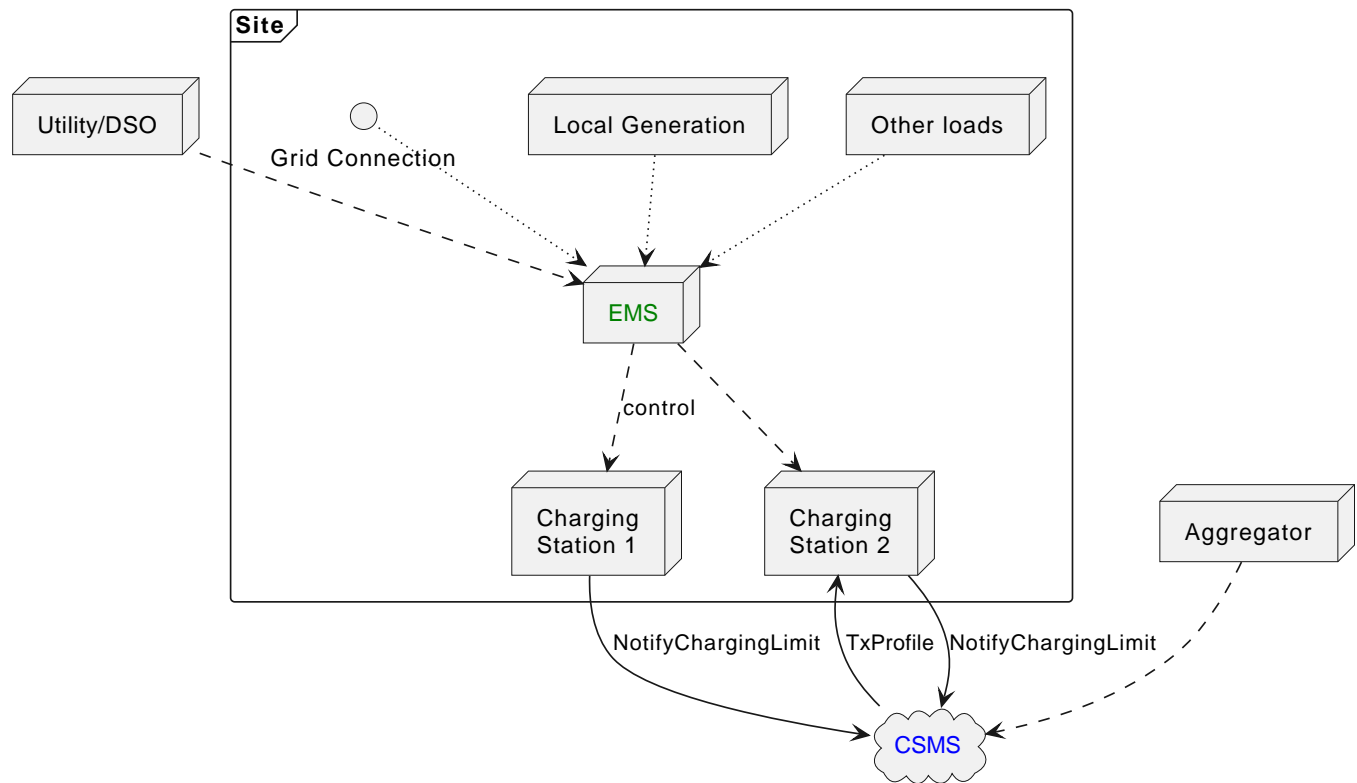 Site
Utility/DSO
Local Generation
Other loads
Grid Connection
EMS
control
Charging
Station 1
Charging
Station 2
Aggregator
NotifyChargingLimit
TxProfile
NotifyChargingLimit
CSMS